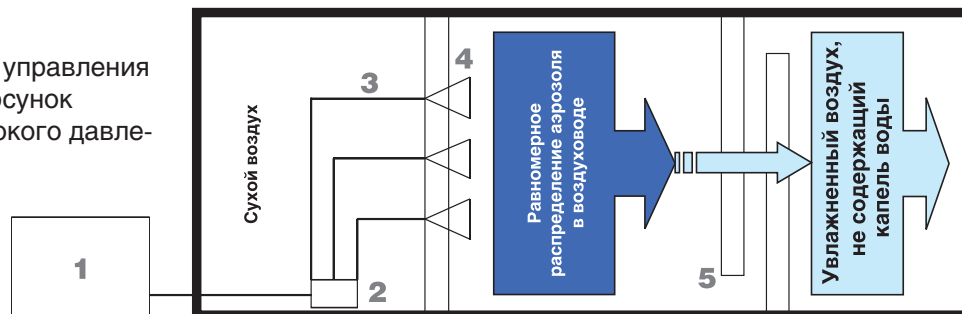 управления
осунок
окого давле-
1
Сухой воздух
2
3
4
Равномерное
распределение аэрозоля
в воздуховоде
5
Увлажненный воздух,
не содержащий
капель воды